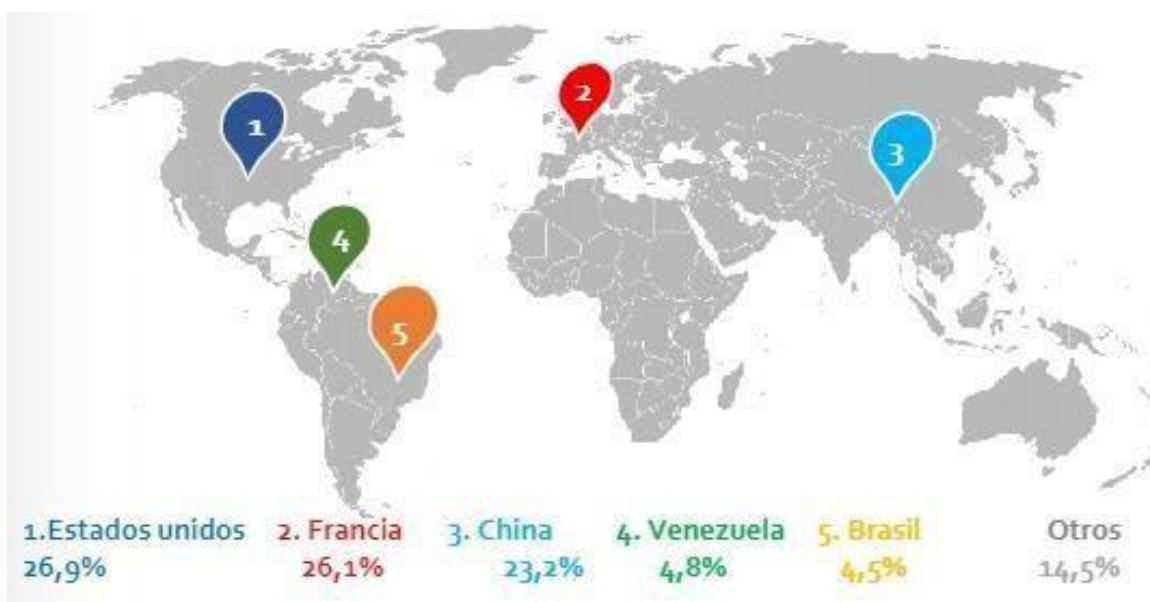 1
2
3
4
5
1.Estados unidos 2. Francia 3. China 4. Venezuela 5. Brasil Otros
26,9% 26,1% 23,2% 4,8% 4,5% 14,5%